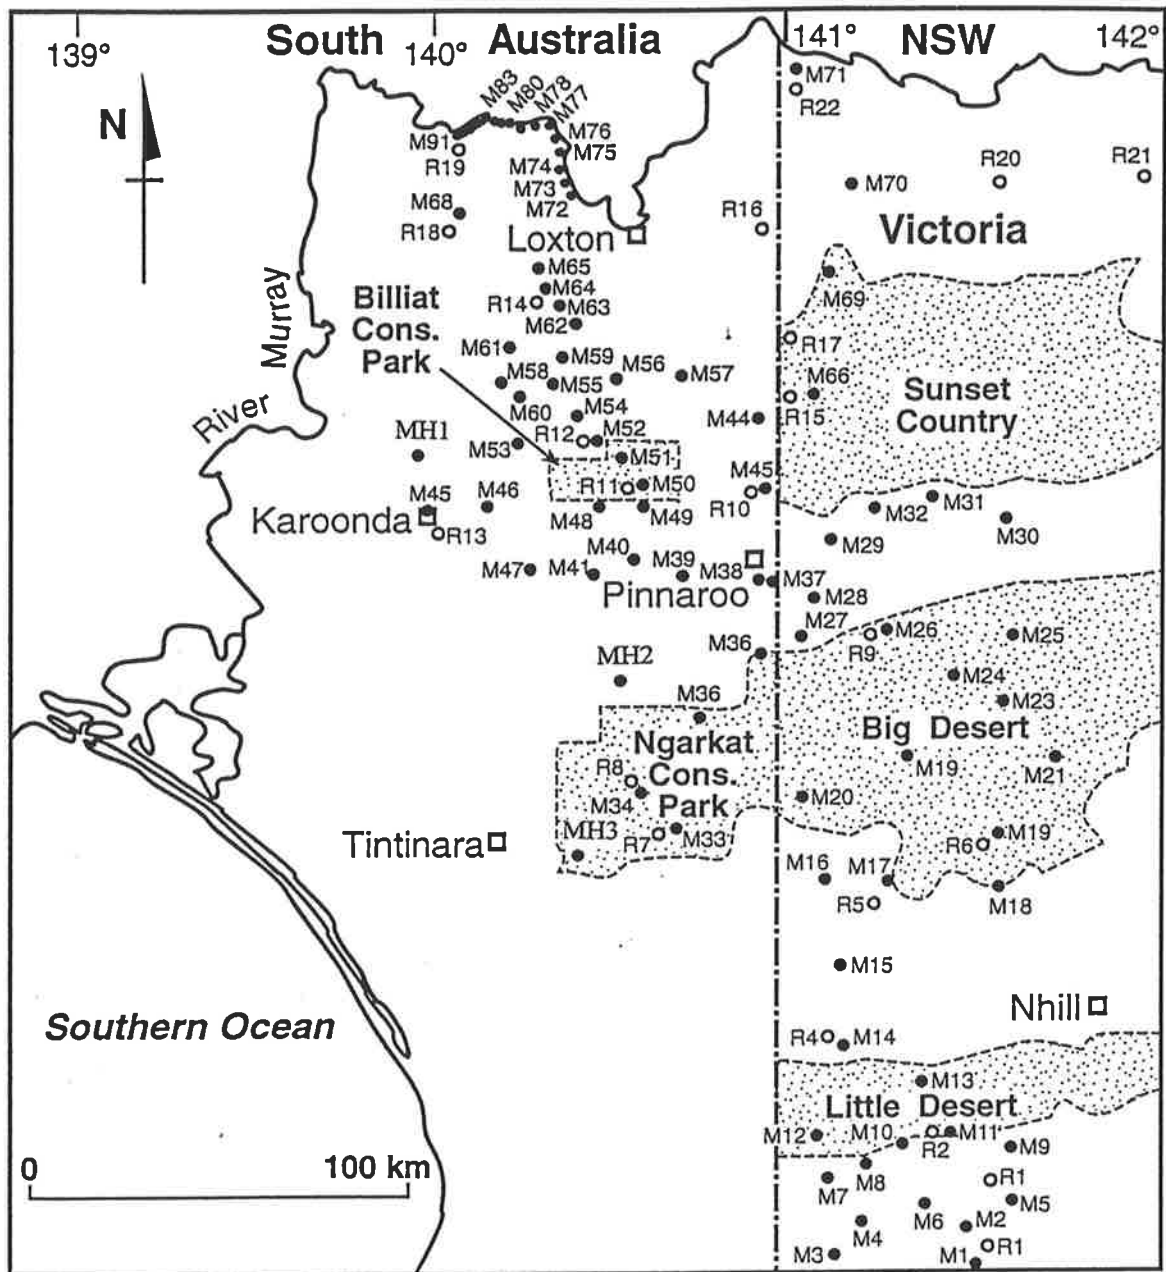 South Australia NSW
139° 140° 141° 142°
N
M83
M80
M78
M77
M76
M75
M74
M73
M72
M91
R19
M68
R18
M71
R22
R20
R21
M70
R16
Victoria
Loxton
M65
M64
R14
M63
M62
Billiat
Cons.
Park
M69
Murray
River
M61
M59
M58
M55
M56
M57
M60
M54
R17
M66
R15
Sunset
Country
M44
R12
M52
MH1
M53
M51
M50
R11
M45
R10
M45
M46
Karoonda
R13
M48
M49
M31
M32
M30
M29
M40
M39
M38
M47
M41
Pinnaroo
M37
M28
M27
M26
R9
M25
M36
MH2
M24
M23
M36
Ngarkat
Cons.
Park
Big Desert
M19
M21
R8
M34
M20
MH3
R7
M33
Tintinara
R6
M19
M16
M17
R5
M18
M15
Nhill
Southern Ocean
R4
M14
M13
Little Desert
M12
M10
M11
R2
M9
M8
M7
R1
M5
M6
M2
M4
R1
M3
M1
0 100 km